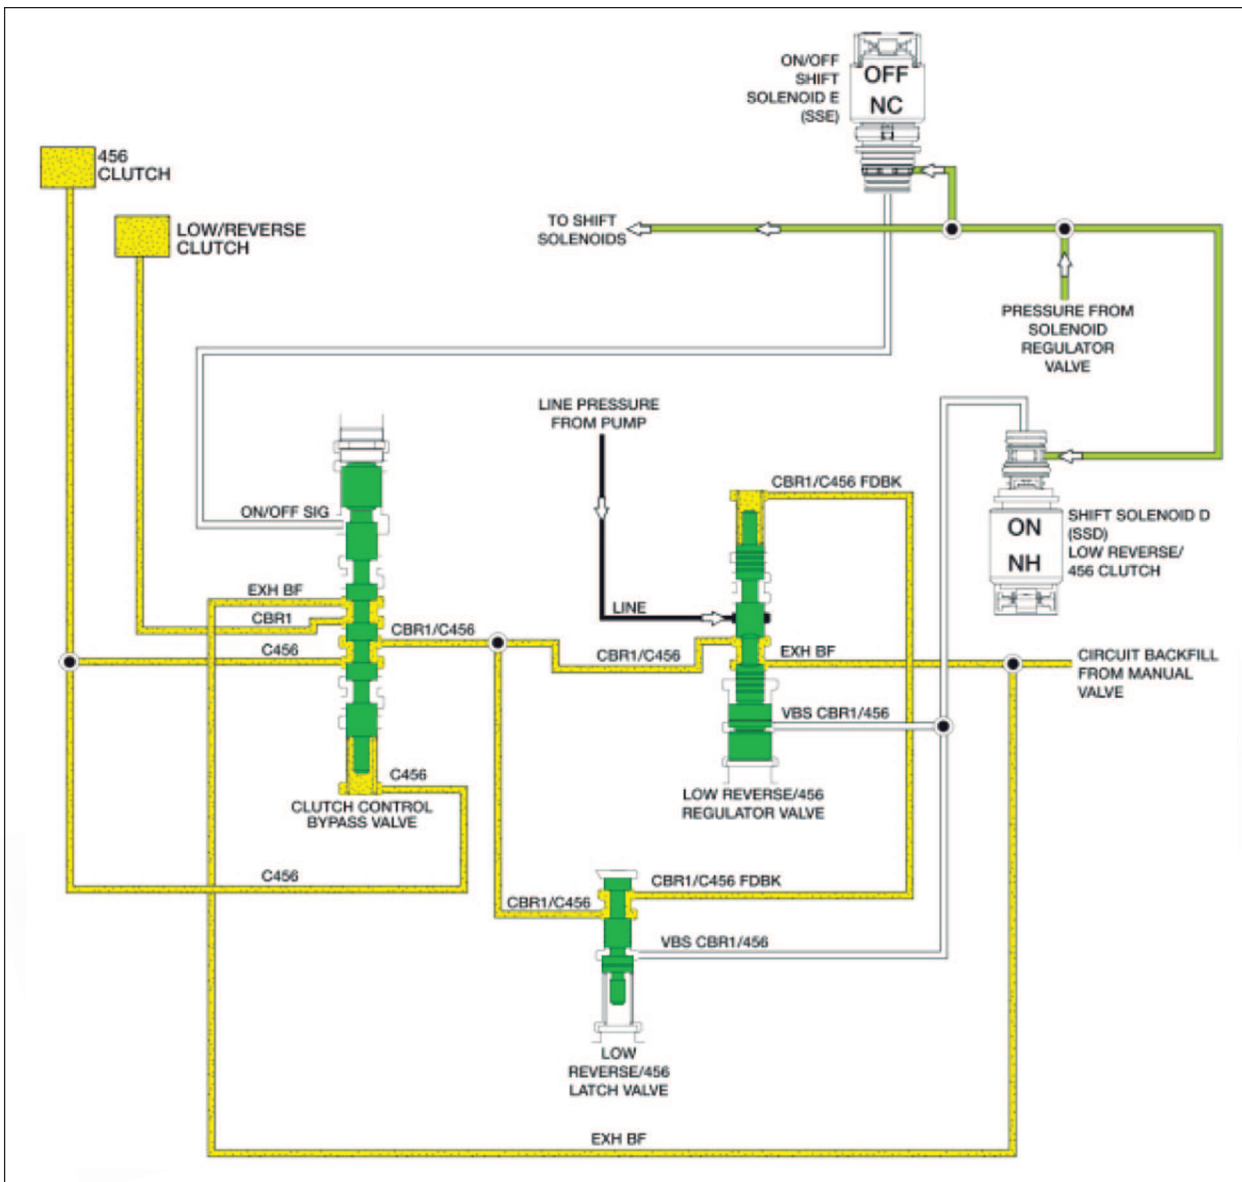 ON/OFF
SHIFT
SOLENOID E
(SSE)
OFF
NC
456
CLUTCH
LOW/REVERSE
CLUTCH
TO SHIFT
SOLENOIDS
PRESSURE FROM
SOLENOID
REGULATOR
VALVE
LINE PRESSURE
FROM PUMP
CBR1/C456 FDBK
ON/OFF SIG
ON
NH
SHIFT SOLENOID D
(SSD)
LOW REVERSE/
456 CLUTCH
EXH BF
CBR1
C456
CBR1/C456
LINE
CBR1/C456
EXH BF
CIRCUIT BACKFILL
FROM MANUAL
VALVE
VBS CBR1/456
C456
CLUTCH CONTROL
BYPASS VALVE
LOW REVERSE/456
REGULATOR VALVE
C456
CBR1/C456 FDBK
CBR1/C456
VBS CBR1/456
LOW
REVERSE/456
LATCH VALVE
EXH BF